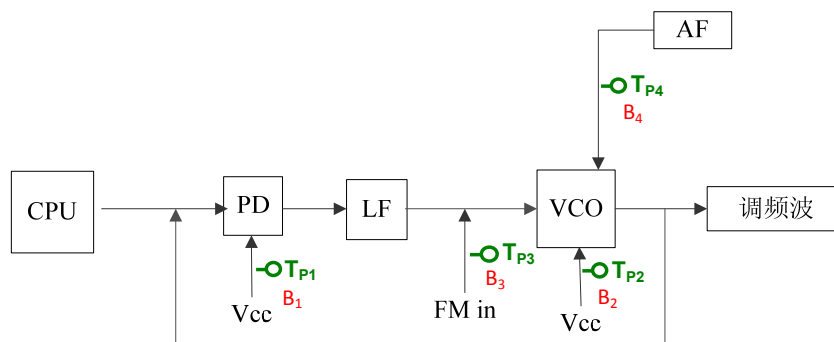 AF
TP4
B4
CPU
PD
LF
VCO
调频波
TP1
B1
Vcc
TP3
B3
FM in
TP2
B2
Vcc